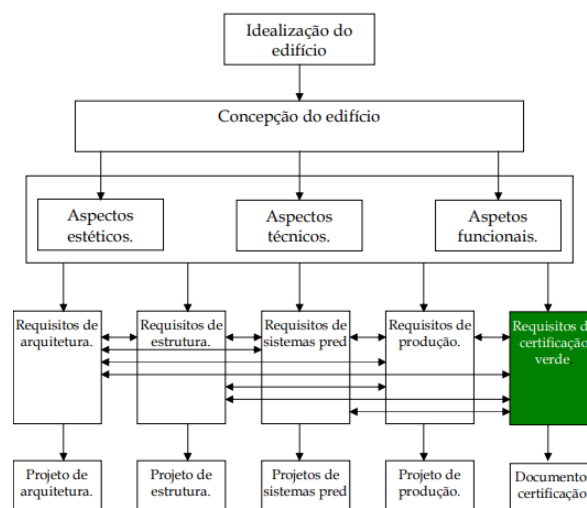 Idealização do
edifício
Concepção do edifício
Aspectos
estéticos.
Aspectos
técnicos.
Aspetos
funcionais.
Requisitos de
arquitetura.
Requisitos de
estrutura.
Requisitos de
sistemas pred
Requisitos de
produção.
Requisitos d
certificação
verde
Projeto de
arquitetura.
Projeto de
estrutura.
Projetos de
sistemas pred
Projeto de
produção.
Documento
certificação